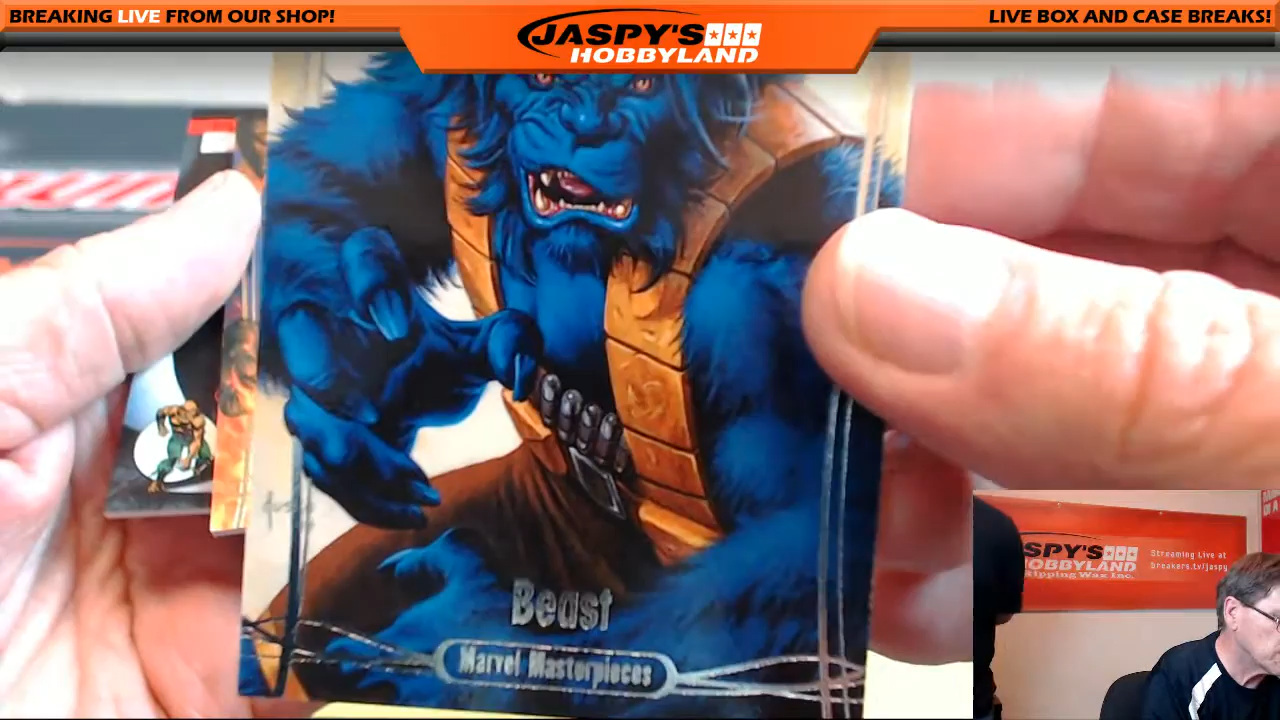 BREAKING LIVE FROM OUR SHOP!
JASPY'S
HOBBYLAND
LIVE BOX AND CASE BREAKS!
Beast
Marvel Masterpieces
SPY'S
HOBBYLAND
Ripping Wax Inc.
Streaming Live at
breakers.tv/jaspy